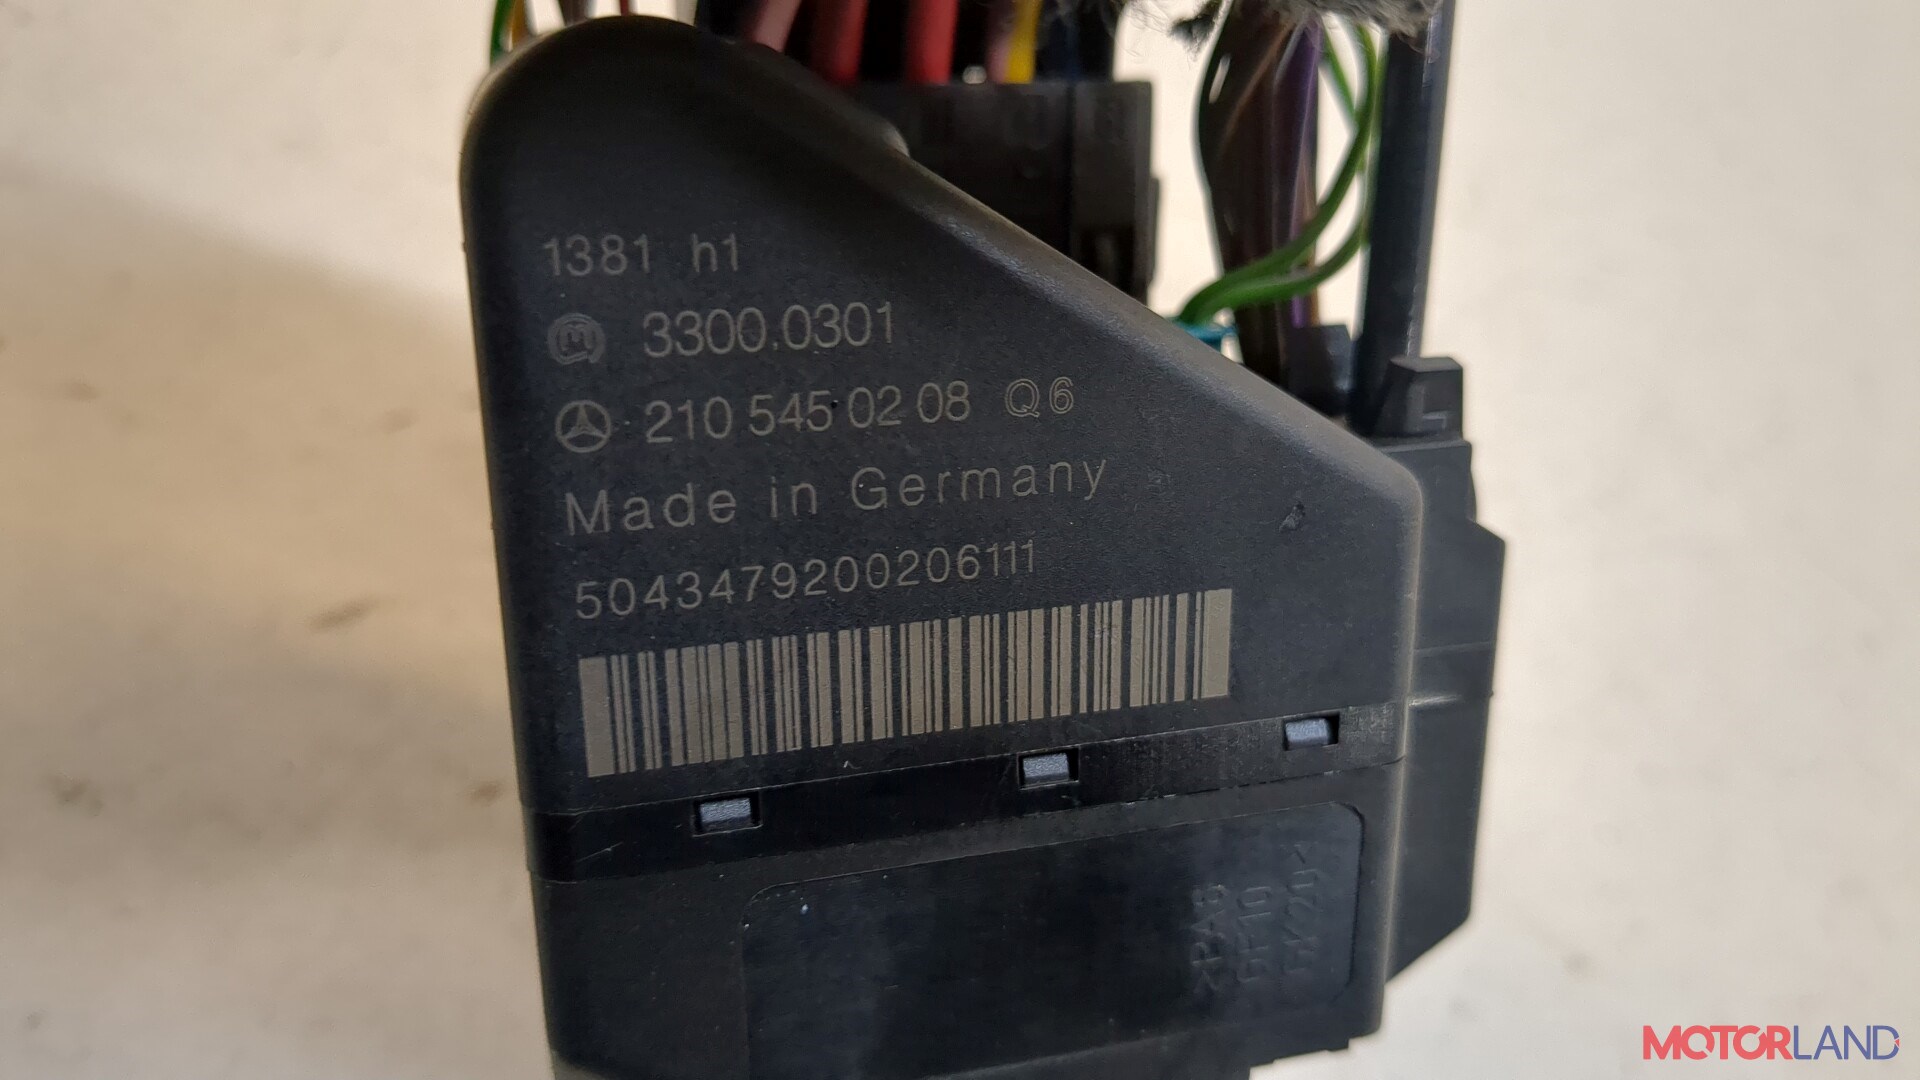 1381 h1
M 3300.0301
210 545 02 08 Q6
Made in Germany
5043479200206111
MOTORLAND